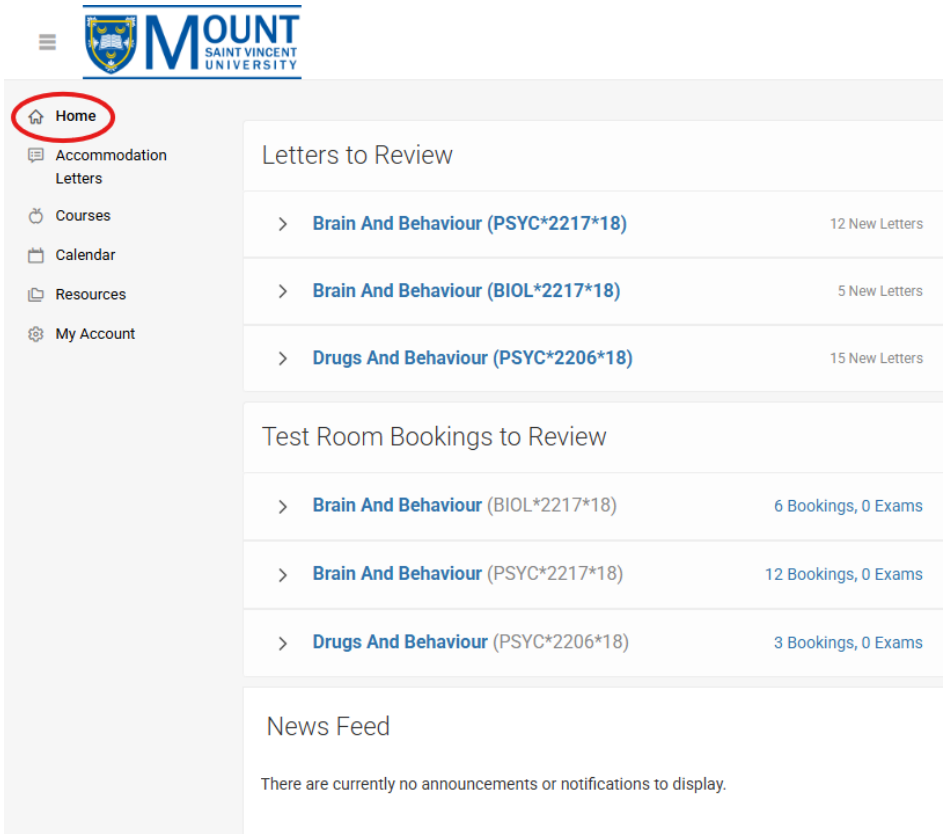 MOUNT
SAINT VINCENT
UNIVERSITY
Home
Accommodation
Letters
Courses
Calendar
Resources
My Account
Letters to Review
Brain And Behaviour (PSYC*2217*18) 12 New Letters
Brain And Behaviour (BIOL*2217*18) 5 New Letters
Drugs And Behaviour (PSYC*2206*18) 15 New Letters
Test Room Bookings to Review
Brain And Behaviour (BIOL*2217*18) 6 Bookings, 0 Exams
Brain And Behaviour (PSYC*2217*18) 12 Bookings, 0 Exams
Drugs And Behaviour (PSYC*2206*18) 3 Bookings, 0 Exams
News Feed
There are currently no announcements or notifications to display.